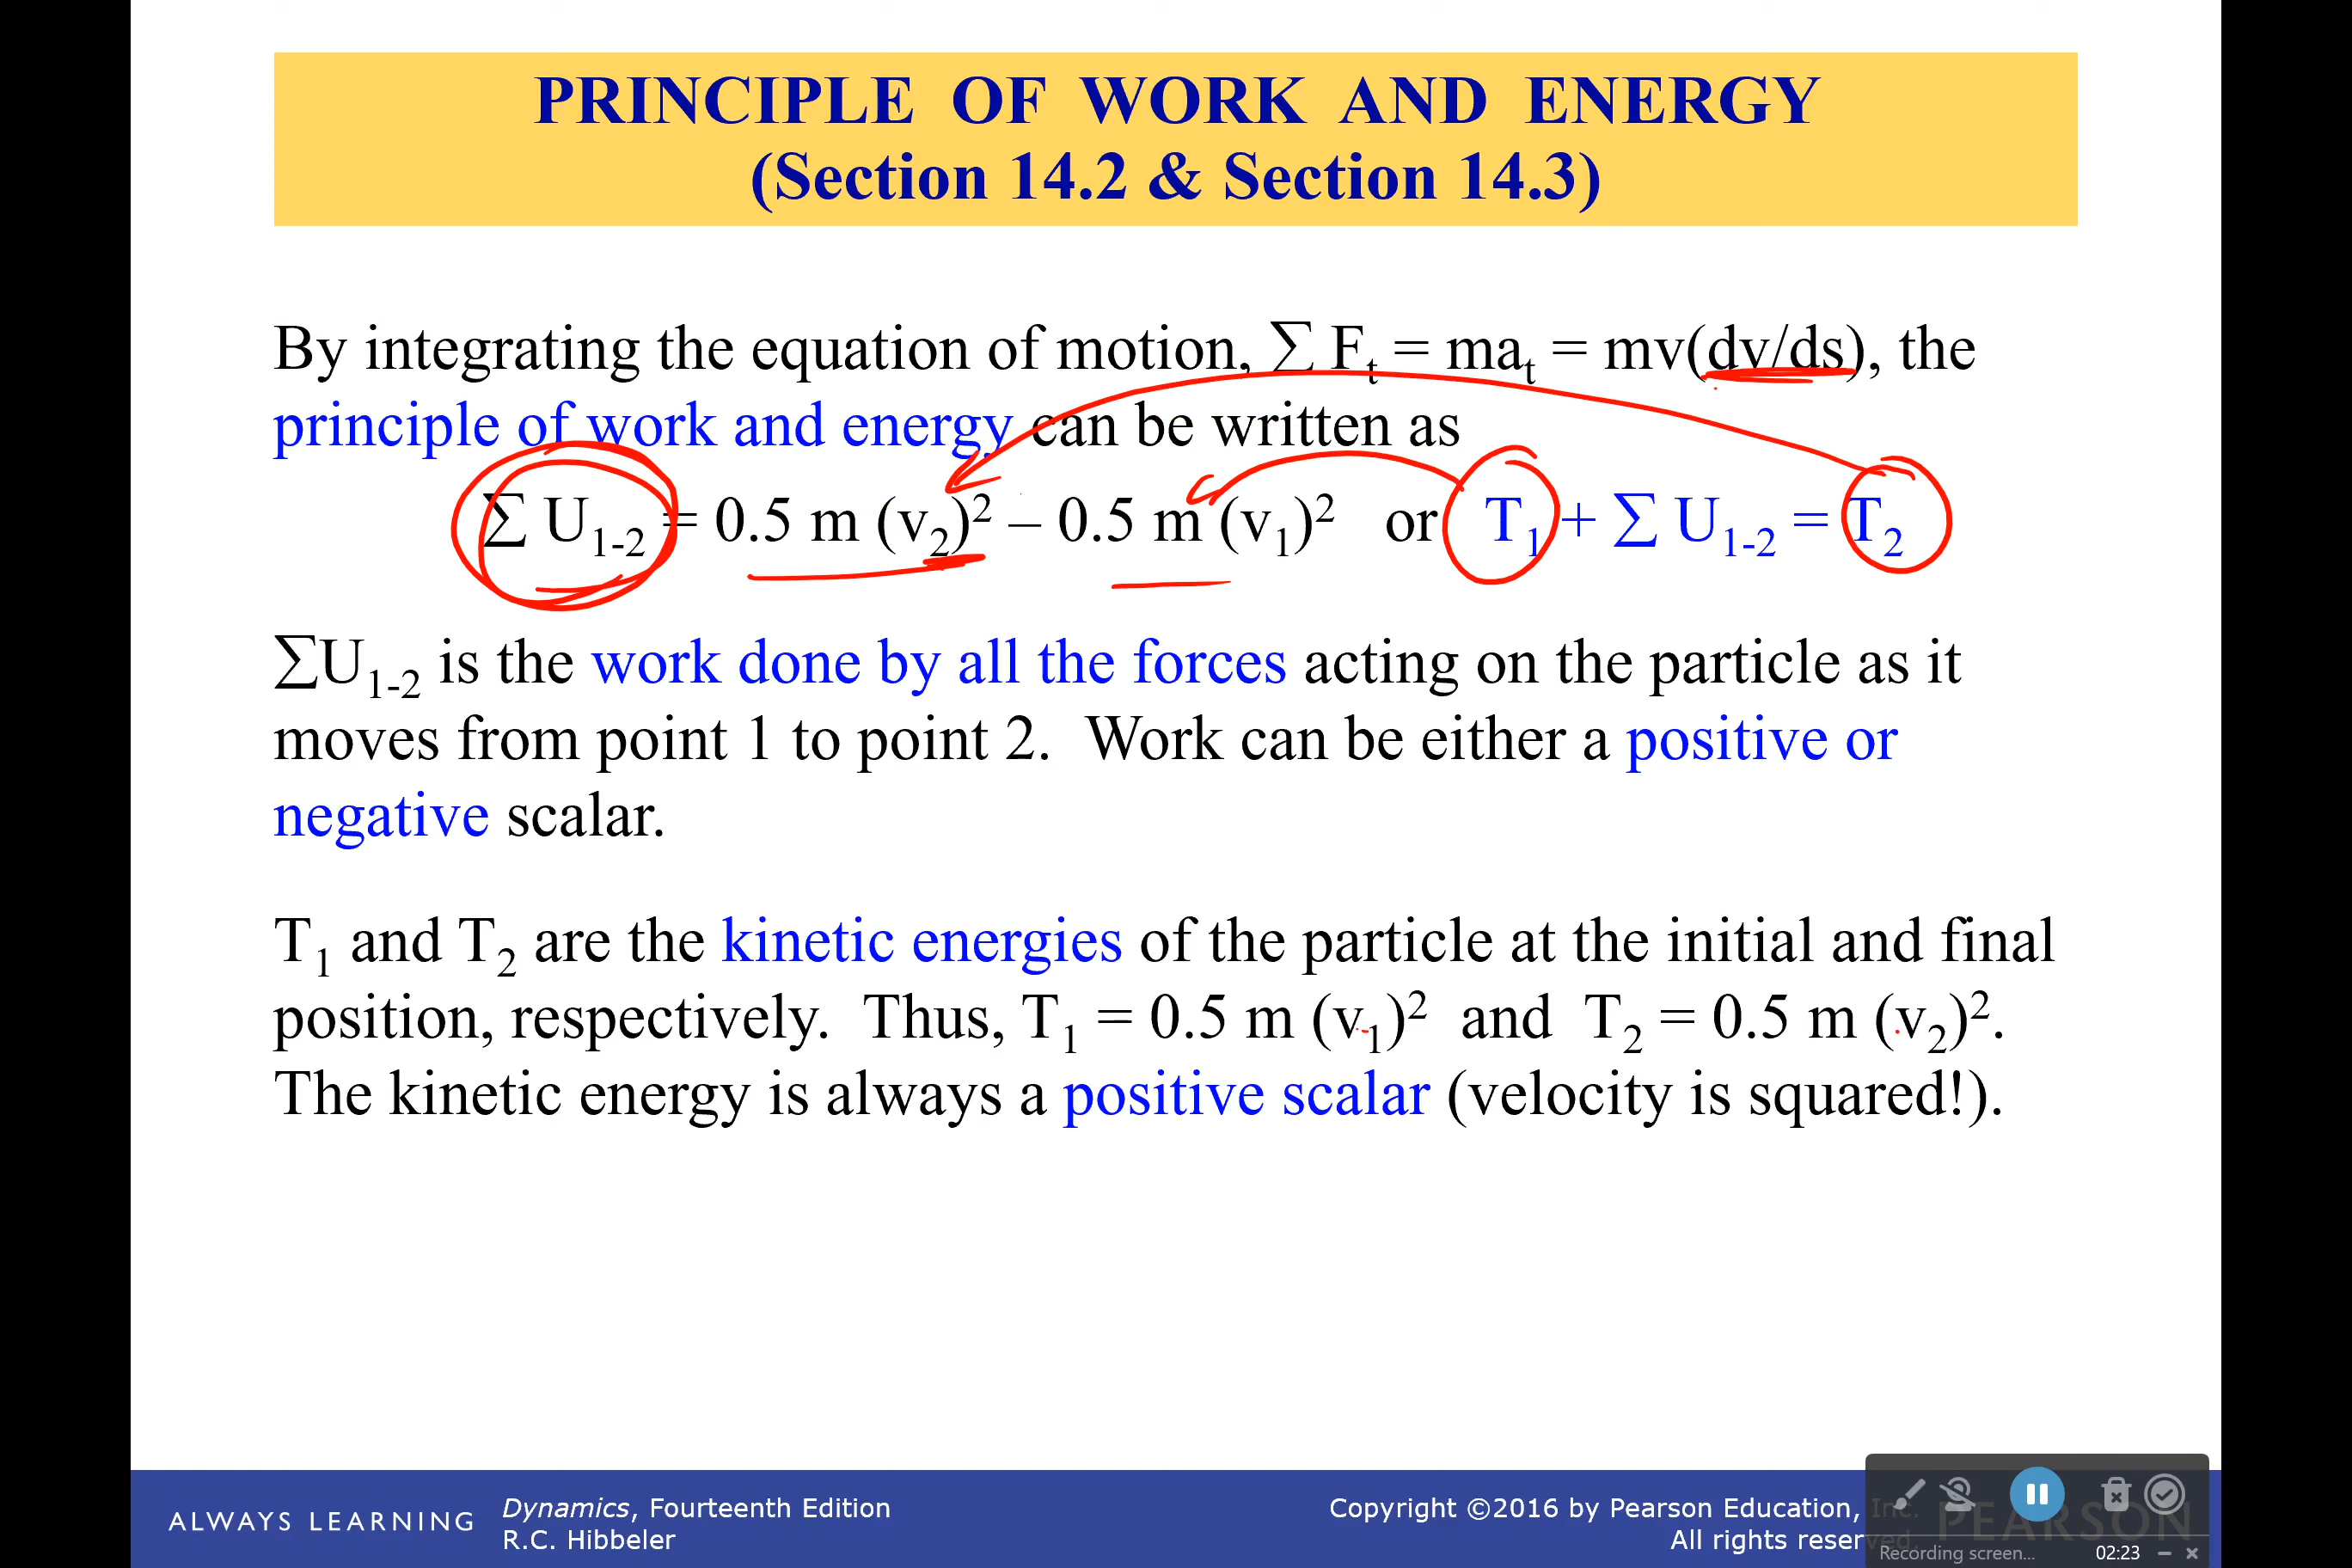 PRINCIPLE OF WORK AND ENERGY
(Section 14.2 & Section 14.3)
By integrating the equation of motion, ∑ Fₜ = maₜ = mv(dv/ds), the
principle of work and energy can be written as
∑ U₁₋₂ = 0.5 m (v₂)² – 0.5 m (v₁)² or T₁ + ∑ U₁₋₂ = T₂
∑U₁₋₂ is the work done by all the forces acting on the particle as it
moves from point 1 to point 2. Work can be either a positive or
negative scalar.
T₁ and T₂ are the kinetic energies of the particle at the initial and final
position, respectively. Thus, T₁ = 0.5 m (v₁)² and T₂ = 0.5 m (v₂)².
The kinetic energy is always a positive scalar (velocity is squared!).
ALWAYS LEARNING
Dynamics, Fourteenth Edition
R.C. Hibbeler
Copyright ©2016 by Pearson Education, Inc.
All rights reserved.
PEARSON
Recording screen... 02:23